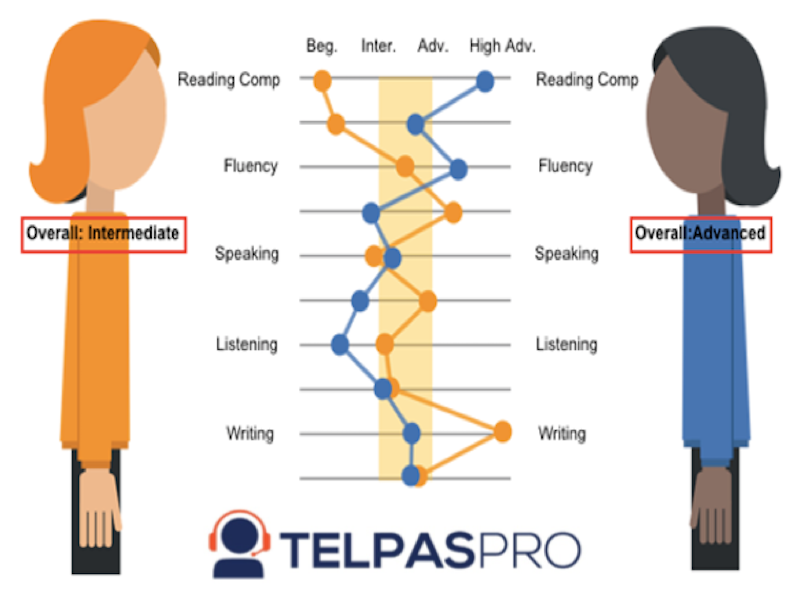 Beg. Inter. Adv. High Adv.
Reading Comp Reading Comp
Fluency Fluency
Overall: Intermediate Overall:Advanced
Speaking Speaking
Listening Listening
Writing Writing
TELPASPRO